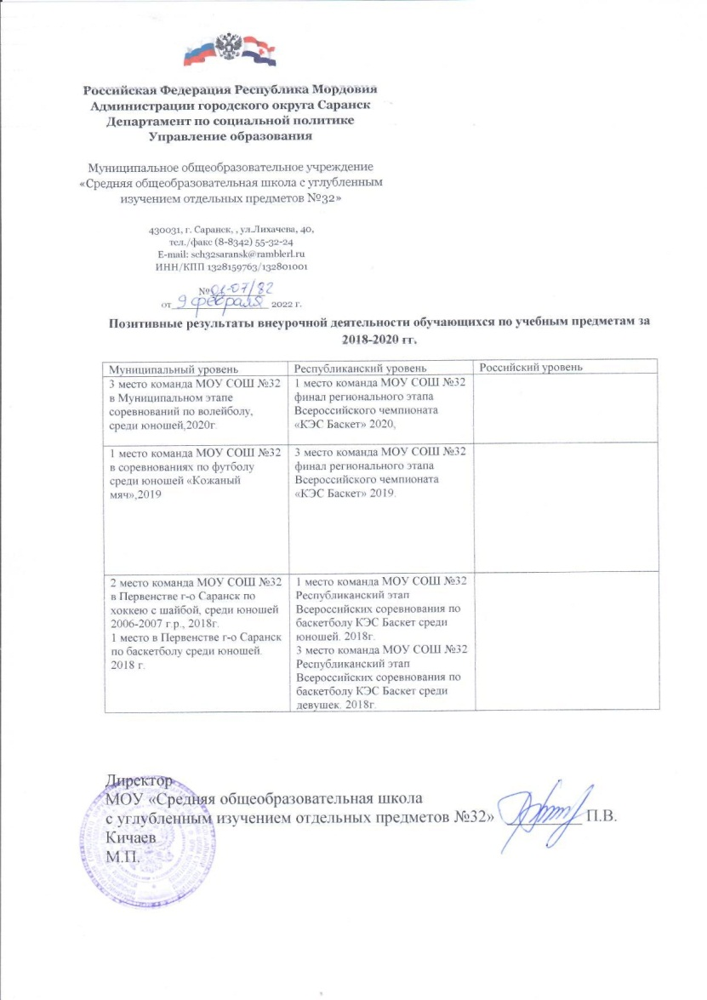 Российская Федерация Республика Мордовия
Администрации городского округа Саранск
Департамент по социальной политике
Управление образования
Муниципальное общеобразовательное учреждение
«Средняя общеобразовательная школа с углубленным
изучением отдельных предметов №32»
430031, г. Саранск, , ул.Лихачева, 40,
тел./факс (8-8342) 55-32-24
E-mail: sch32saransk@ramblerl.ru
ИНН/КПП 1328159763/132801001
№ 01-07/82
от 9 февраля 2022 г.
Позитивные результаты внеурочной деятельности обучающихся по учебным предметам за
2018-2020 гг.
Муниципальный уровень
Республиканский уровень
Российский уровень
3 место команда МОУ СОШ №32
в Муниципальном этапе
соревнований по волейболу,
среди юношей,2020г.
1 место команда МОУ СОШ №32
финал регионального этапа
Всероссийского чемпионата
«КЭС Баскет» 2020,
1 место команда МОУ СОШ №32
в соревнованиях по футболу
среди юношей «Кожаный
мяч»,2019
3 место команда МОУ СОШ №32
финал регионального этапа
Всероссийского чемпионата
«КЭС Баскет» 2019.
2 место команда МОУ СОШ №32
в Первенстве г-о Саранск по
хоккею с шайбой, среди юношей
2006-2007 г.р., 2018г.
1 место в Первенстве г-о Саранск
по баскетболу среди юношей.
2018 г.
1 место команда МОУ СОШ №32
Республиканский этап
Всероссийских соревнования по
баскетболу КЭС Баскет среди
юношей. 2018г.
3 место команда МОУ СОШ №32
Республиканский этап
Всероссийских соревнования по
баскетболу КЭС Баскет среди
девушек. 2018г.
Директор
МОУ «Средняя общеобразовательная школа
с углубленным изучением отдельных предметов №32» П.В.
Кичаев
М.П.